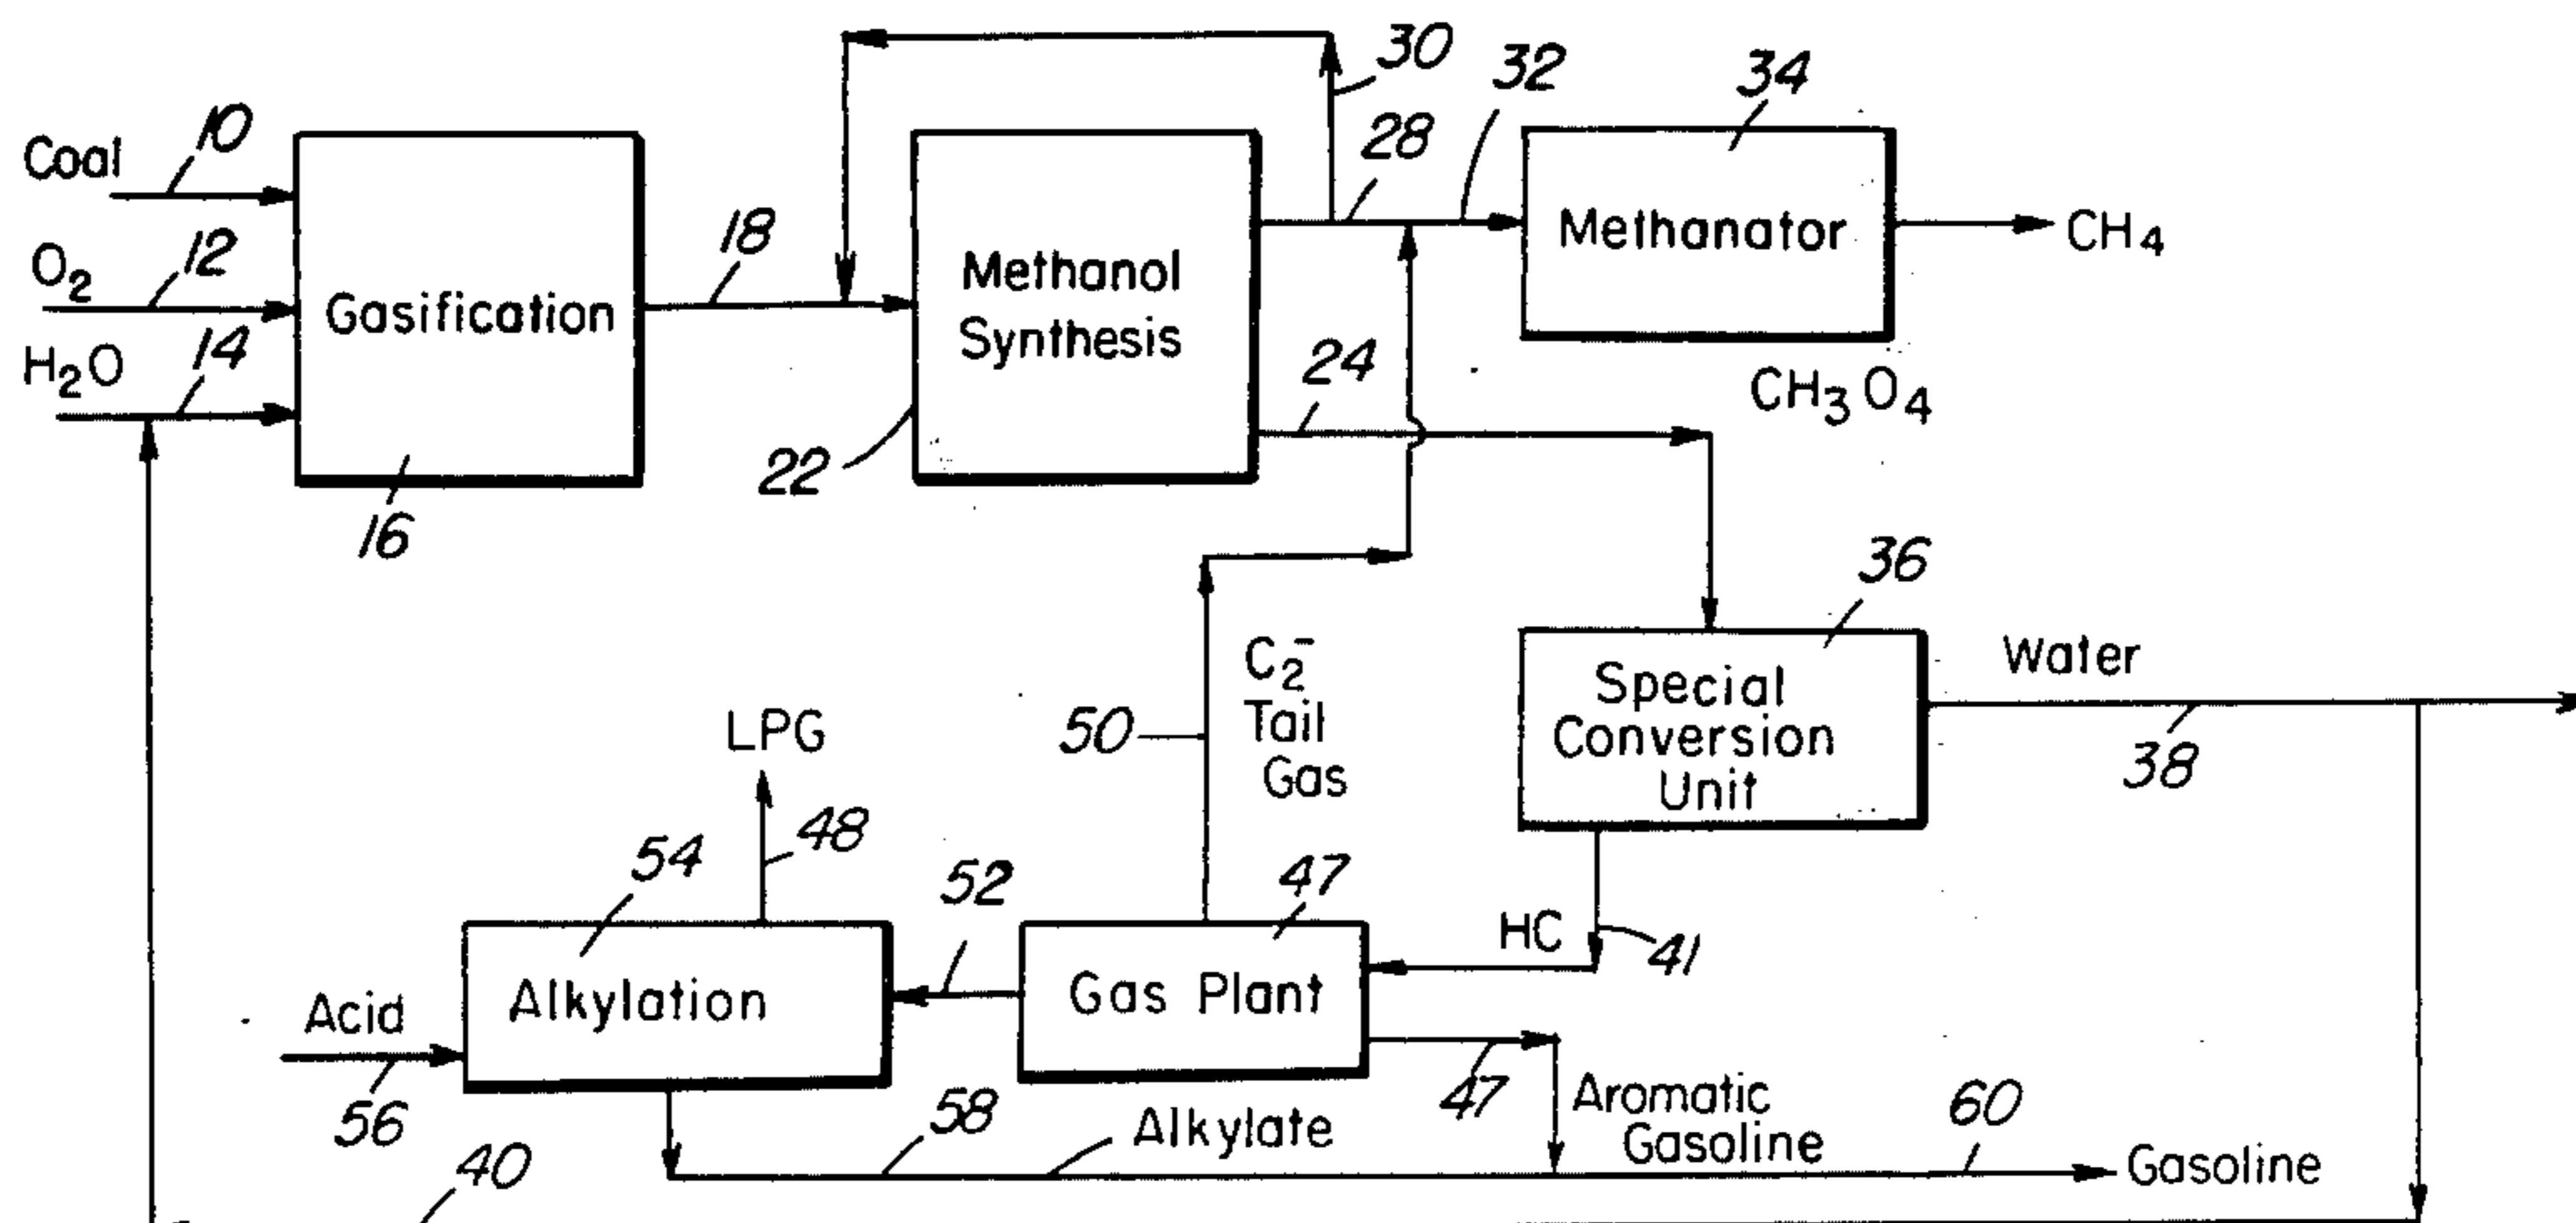 30
32
34
10
28
Coal
18
12
O2
CH4
Methanator
Methanol
Synthesis
Gasification
14
H2O
24
CH3O4
22
16
36
C2-
Tail
Gas
Water
Special
Conversion
Unit
50
LPG
38
48
54
52
47
HC
41
Acid
Alkylation
Gas Plant
56
58
Alkylate
47
Aromatic
Gasoline
60
Gasoline
40